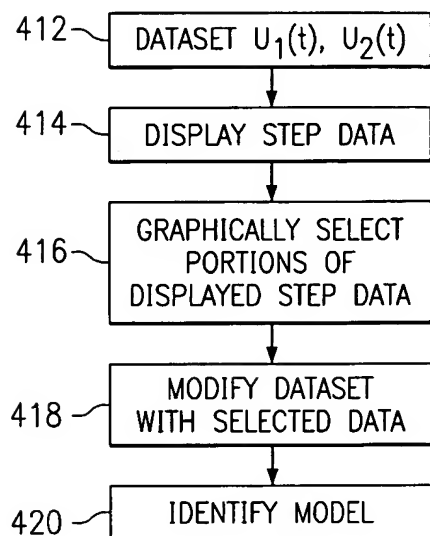 412
DATASET U1(t), U2(t)
414
DISPLAY STEP DATA
416
GRAPHICALLY SELECT
PORTIONS OF
DISPLAYED STEP DATA
418
MODIFY DATASET
WITH SELECTED DATA
420
IDENTIFY MODEL